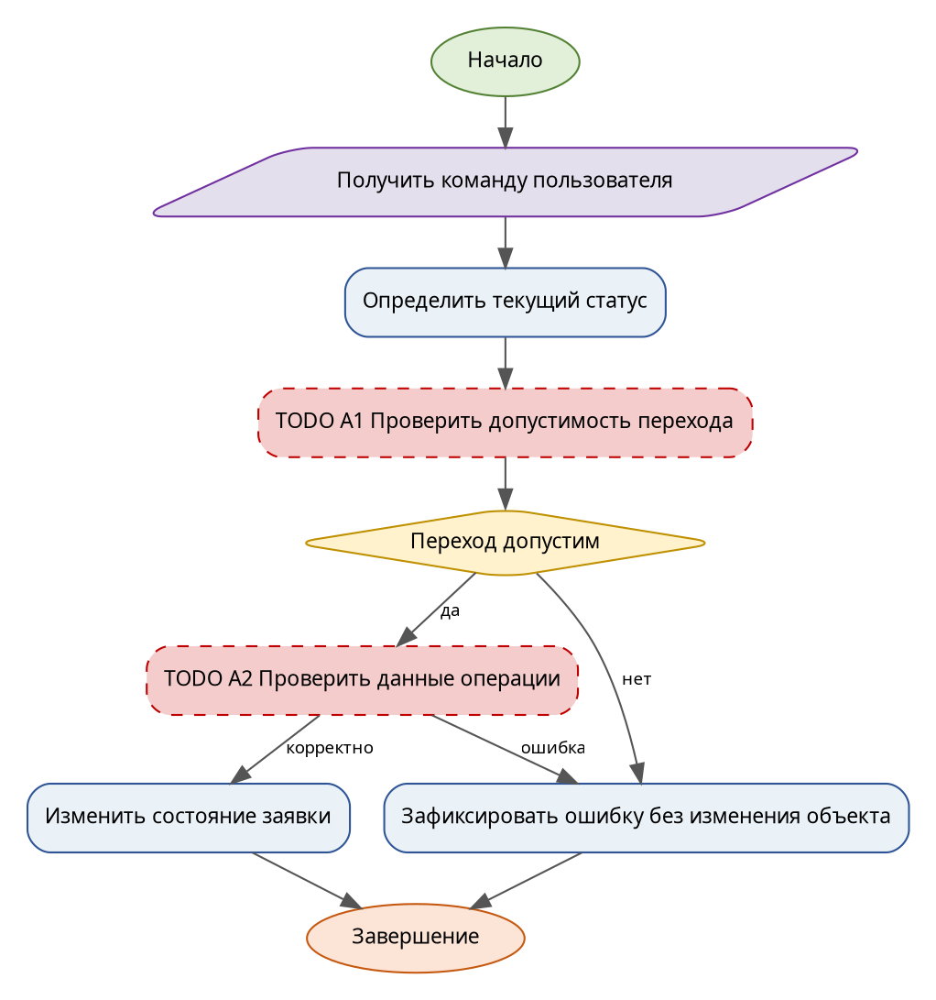 Начало
Получить команду пользователя
Определить текущий статус
TODO A1 Проверить допустимость перехода
Переход допустим
да
TODO A2 Проверить данные операции
нет
корректно
ошибка
Изменить состояние заявки
Зафиксировать ошибку без изменения объекта
Завершение